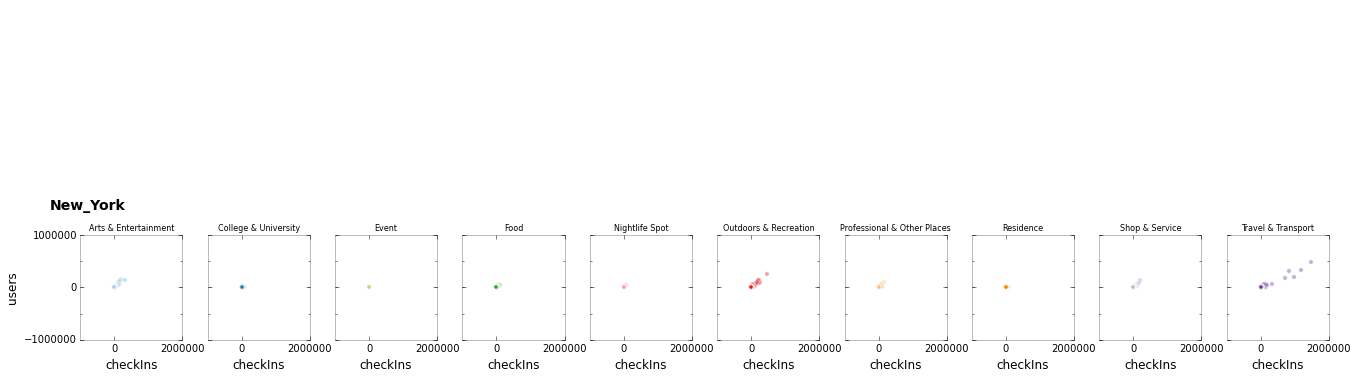 New_York
Arts & Entertainment College & University Event Food Nightlife Spot Outdoors & Recreation Professional & Other Places Residence Shop & Service Travel & Transport
1000000
users
0
−1000000
0 2000000 0 2000000 0 2000000 0 2000000 0 2000000 0 2000000 0 2000000 0 2000000 0 2000000 0 2000000
checkIns checkIns checkIns checkIns checkIns checkIns checkIns checkIns checkIns checkIns